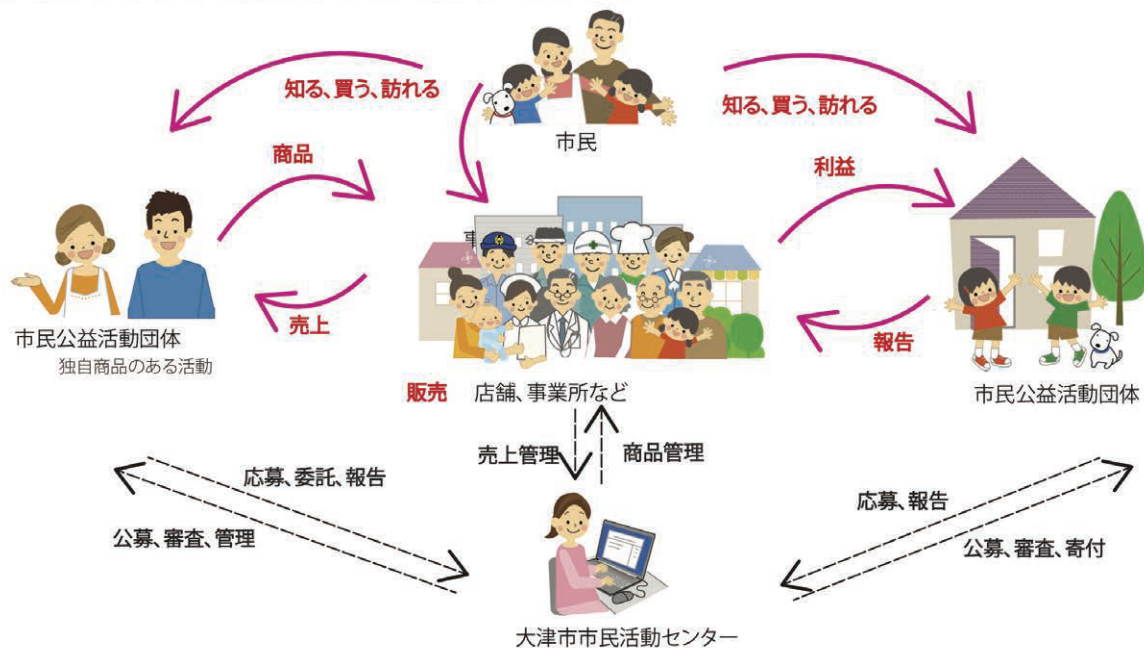 知る、買う、訪れる
知る、買う、訪れる
市民
商品
利益
売上
報告
市民公益活動団体
独自商品のある活動
販売 店舗、事業所など
市民公益活動団体
売上管理
商品管理
応募、委託、報告
公募、審査、管理
応募、報告
公募、審査、寄付
大津市市民活動センター